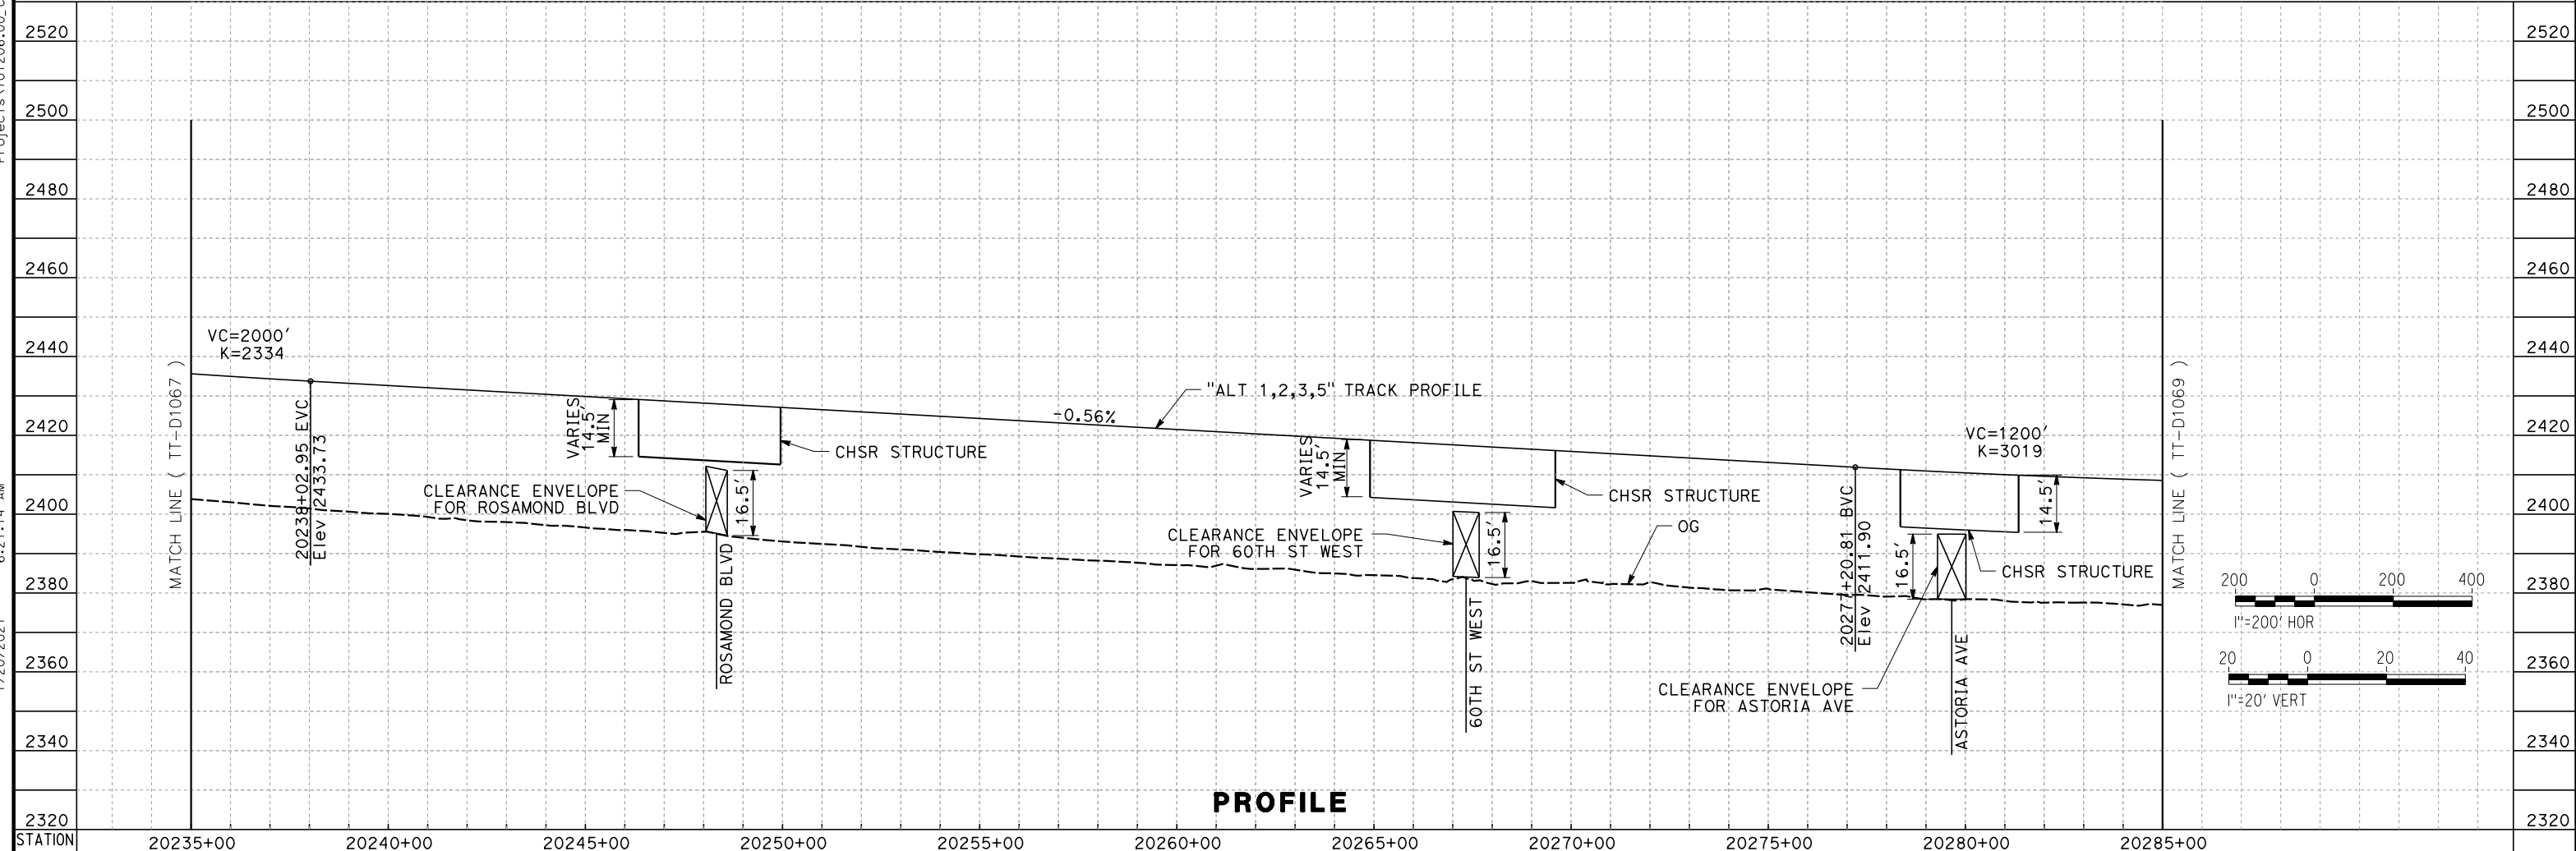 2520
2500
2480
2460
2440
2420
2400
2380
2360
2340
2320
STATION
MATCH LINE ( TT-D1067 )
VC=2000'
K=2334
20238+02.95 EVC
Elev 2433.73
VARIES
14.5'
MIN
CHSR STRUCTURE
CLEARANCE ENVELOPE
FOR ROSAMOND BLVD
16.5'
ROSAMOND BLVD
-0.56%
"ALT 1,2,3,5" TRACK PROFILE
VARIES
14.5'
MIN
CHSR STRUCTURE
CLEARANCE ENVELOPE
FOR 60TH ST WEST
16.5'
OG
60TH ST WEST
20277+20.81 BVC
Elev 2411.90
VC=1200'
K=3019
14.5'
16.5'
CHSR STRUCTURE
CLEARANCE ENVELOPE
FOR ASTORIA AVE
ASTORIA AVE
MATCH LINE ( TT-D1069 )
200 0 200 400
1"=200' HOR
20 0 20 40
1"=20' VERT
2520
2500
2480
2460
2440
2420
2400
2380
2360
2340
2320
PROFILE
20235+00 20240+00 20245+00 20250+00 20255+00 20260+00 20265+00 20270+00 20275+00 20280+00 20285+00